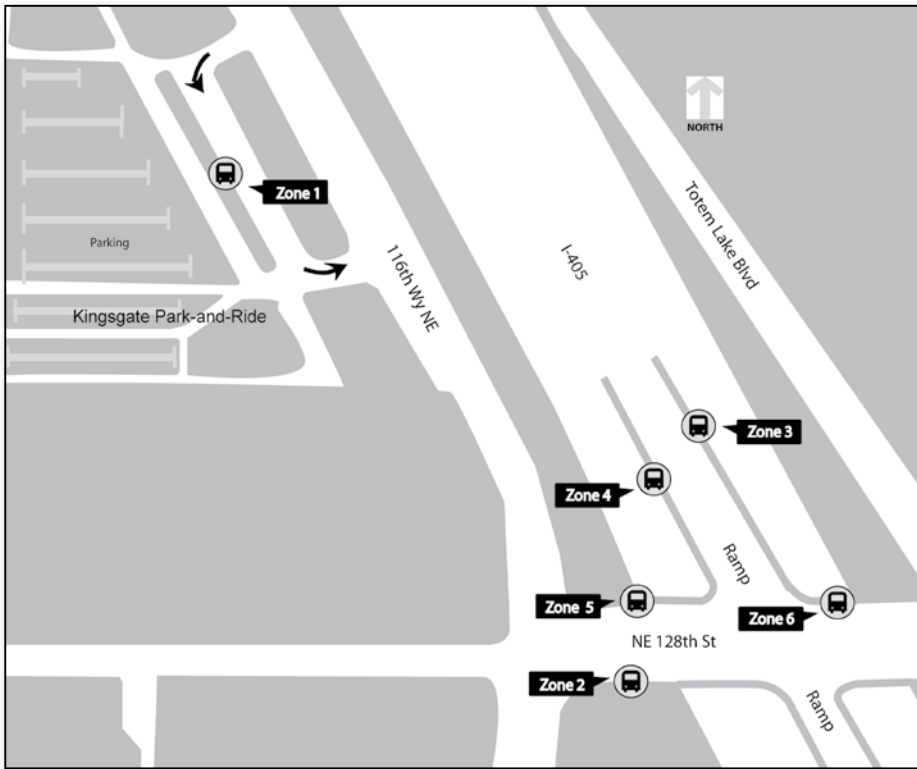 NORTH
Zone 1
Totem Lake Blvd
Parking
116th Wy NE
I-405
Kingsgate Park-and-Ride
Zone 3
Zone 4
Ramp
Zone 5
Zone 6
NE 128th St
Zone 2
Ramp